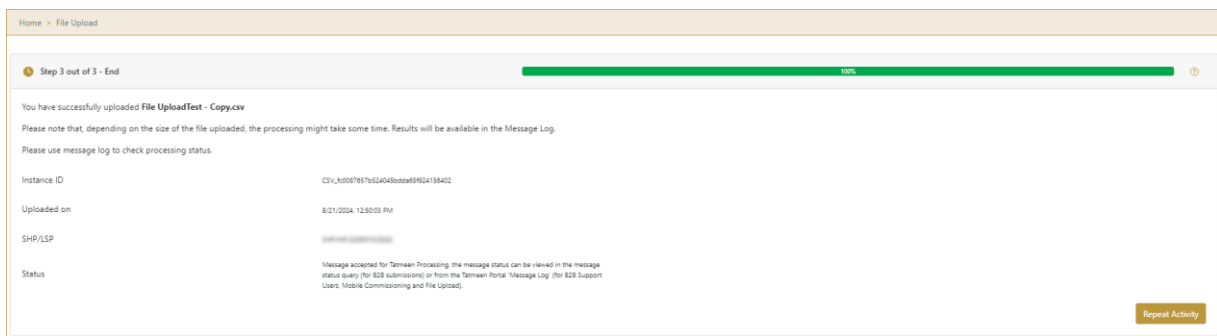 Home > File Upload
Step 3 out of 3 - End
100%
You have successfully uploaded File UploadTest - Copy.csv
Please note that, depending on the size of the file uploaded, the processing might take some time. Results will be available in the Message Log.
Please use message log to check processing status.
Instance ID
CSV_fc0087657b524045bdda65f924156402
Uploaded on
8/21/2024, 12:50:03 PM
SHP/LSP
Status
Message accepted for Tatmeen Processing, the message status can be viewed in the message
status query (for B2B submissions) or from the Tatmeen Portal 'Message Log' (for B2B Support
Users, Mobile Commissioning and File Upload).
Repeat Activity